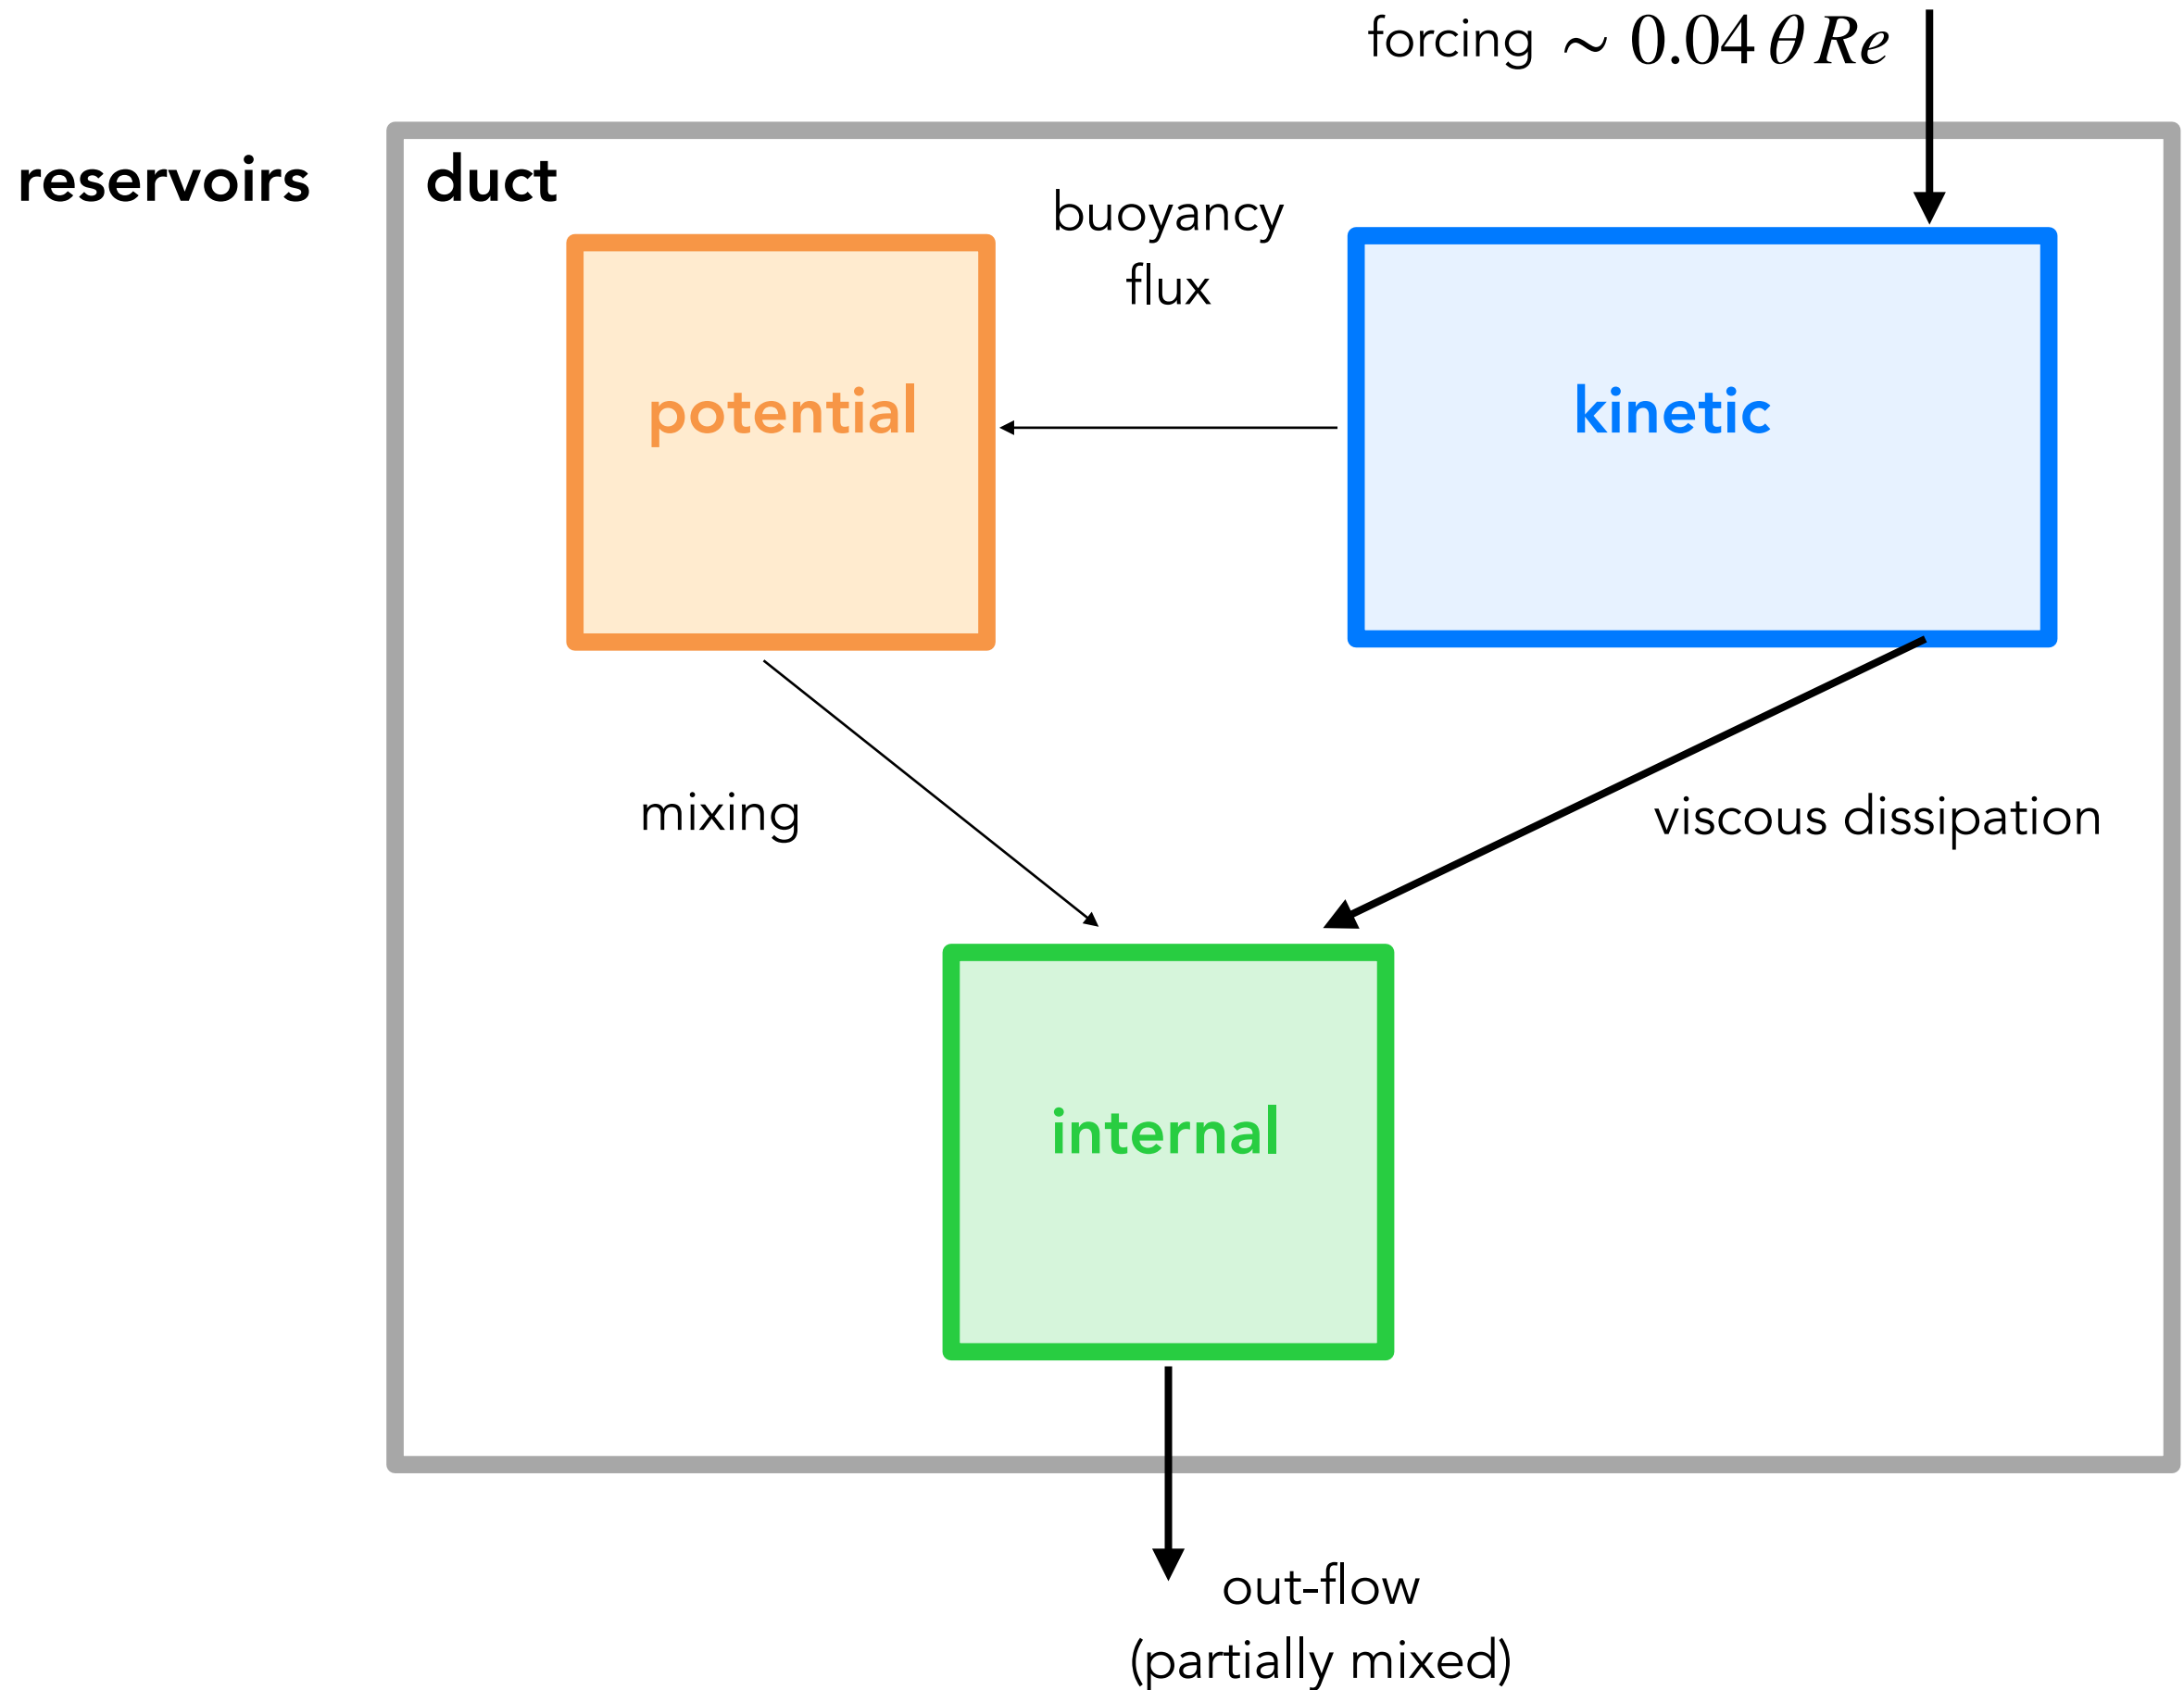 forcing ~ 0.04 θ Re
reservoirs
duct
buoyancy
flux
potential
kinetic
mixing
viscous dissipation
internal
out-flow
(partially mixed)